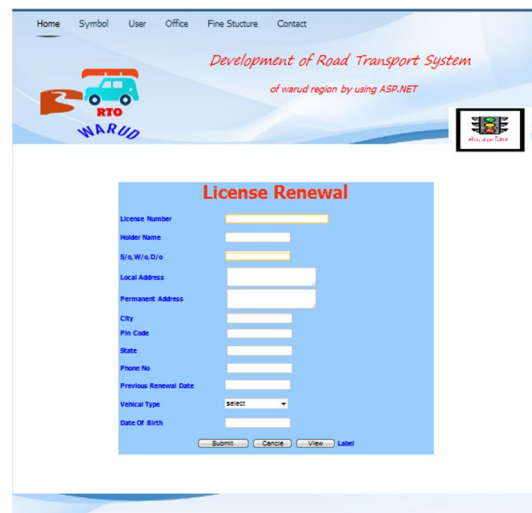 Home Symbol User Office Fine Stucture Contact
Development of Road Transport System
of warud region by using ASP.NET
RTO
WARUD
License Renewal
License Number
Holder Name
S/o, W/o, D/o
Local Address
Permanent Address
City
Pin Code
State
Phone No
Previous Renewal Date
Vehical Type select
Date Of Birth
Submit Cancle View Label